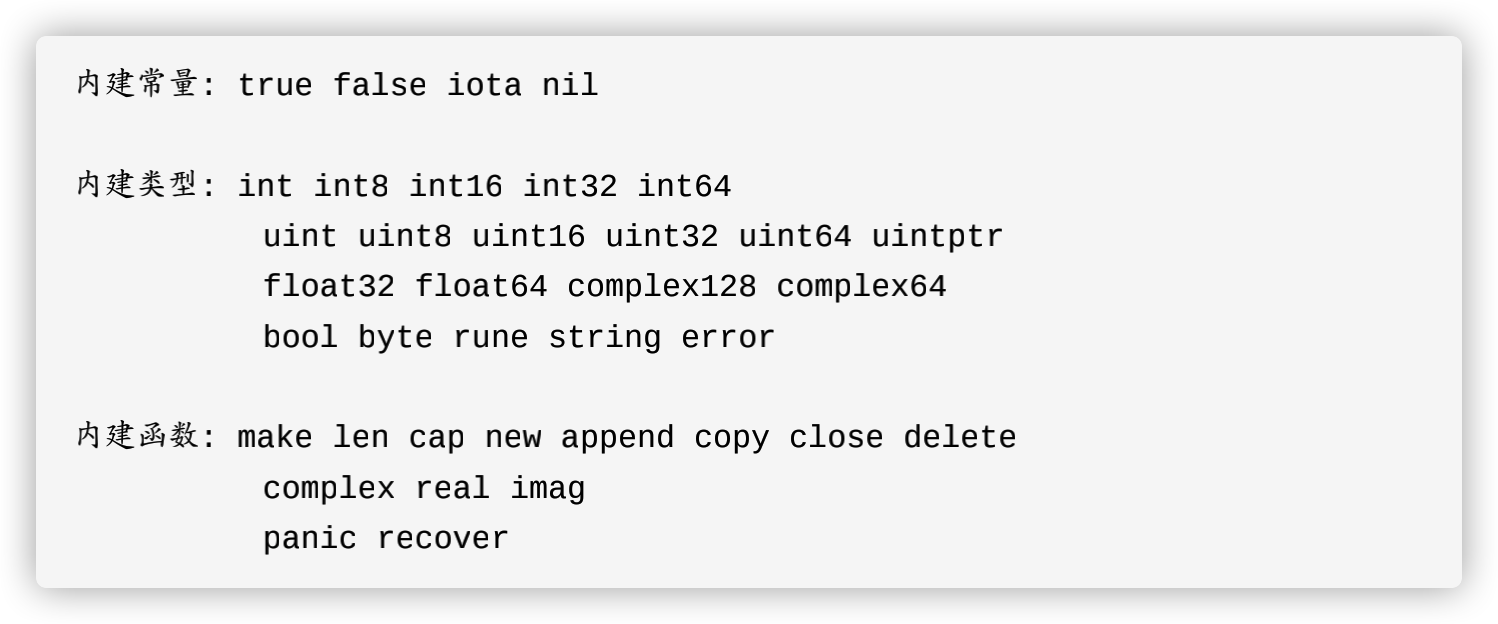 内建常量: true false iota nil
内建类型: int int8 int16 int32 int64
uint uint8 uint16 uint32 uint64 uintptr
float32 float64 complex128 complex64
bool byte rune string error
内建函数: make len cap new append copy close delete
complex real imag
panic recover